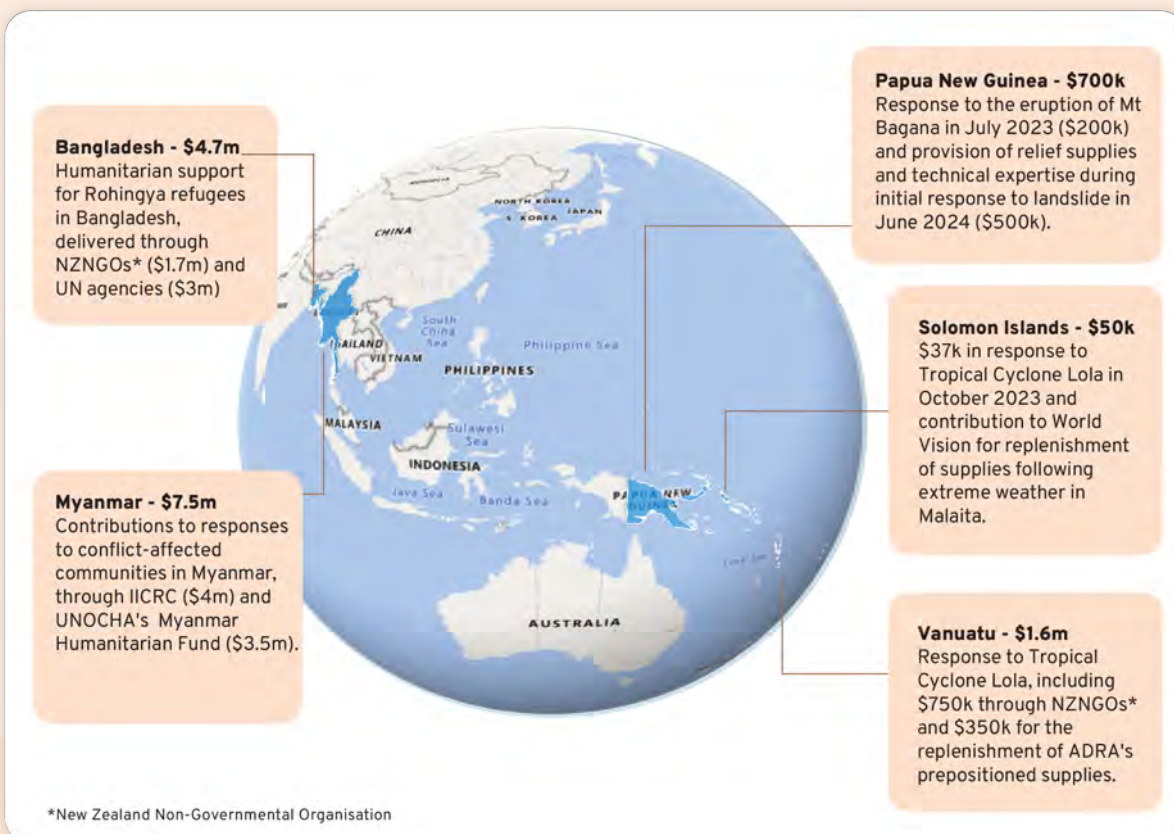 Bangladesh - $4.7m
Humanitarian support
for Rohingya refugees
in Bangladesh,
delivered through
NZNGOs* ($1.7m) and
UN agencies ($3m)
Myanmar - $7.5m
Contributions to responses
to conflict-affected
communities in Myanmar,
through IICRC ($4m) and
UNOCHA's Myanmar
Humanitarian Fund ($3.5m).
MONGOLIA
NORTH KOREA
S. KOREA
JAPAN
CHINA
South
China
Sea
THAILAND
VIETNAM
Philippine Sea
PHILIPPINES
MALAYSIA
Sulawesi
Sea
INDONESIA
Java Sea
Banda Sea
PAPUA NEW
GUINEA
Coral Sea
AUSTRALIA
Papua New Guinea - $700k
Response to the eruption of Mt
Bagana in July 2023 ($200k)
and provision of relief supplies
and technical expertise during
initial response to landslide in
June 2024 ($500k).
Solomon Islands - $50k
$37k in response to
Tropical Cyclone Lola in
October 2023 and
contribution to World
Vision for replenishment
of supplies following
extreme weather in
Malaita.
Vanuatu - $1.6m
Response to Tropical
Cyclone Lola, including
$750k through NZNGOs*
and $350k for the
replenishment of ADRA's
prepositioned supplies.
*New Zealand Non-Governmental Organisation